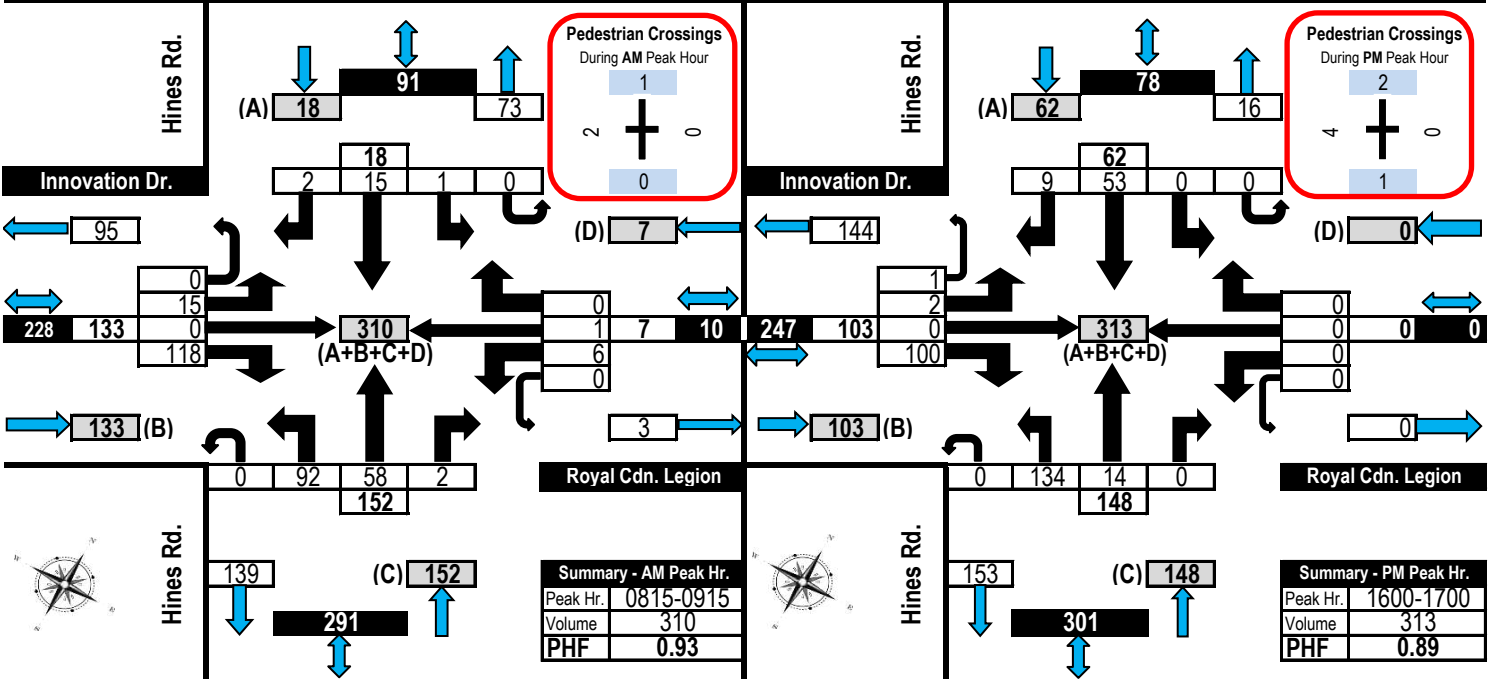 Hines Rd.
91
(A) 18
73
Pedestrian Crossings
During AM Peak Hour
1
2
0
0
18
2 15 1 0
Innovation Dr.
95
(D) 7
0
15
228 133 0
118
310
(A+B+C+D)
0
1 7 10
6
0
133 (B)
3
0 92 58 2
152
Royal Cdn. Legion
Hines Rd.
139
(C) 152
291
Summary - AM Peak Hr.
Peak Hr. 0815-0915
Volume 310
PHF 0.93
Hines Rd.
78
(A) 62
16
Pedestrian Crossings
During PM Peak Hour
2
4
0
1
62
9 53 0 0
Innovation Dr.
144
(D) 0
1
2
247 103 0
100
313
(A+B+C+D)
0
0 0 0
0
0
103 (B)
0
0 134 14 0
148
Royal Cdn. Legion
Hines Rd.
153
(C) 148
301
Summary - PM Peak Hr.
Peak Hr. 1600-1700
Volume 313
PHF 0.89